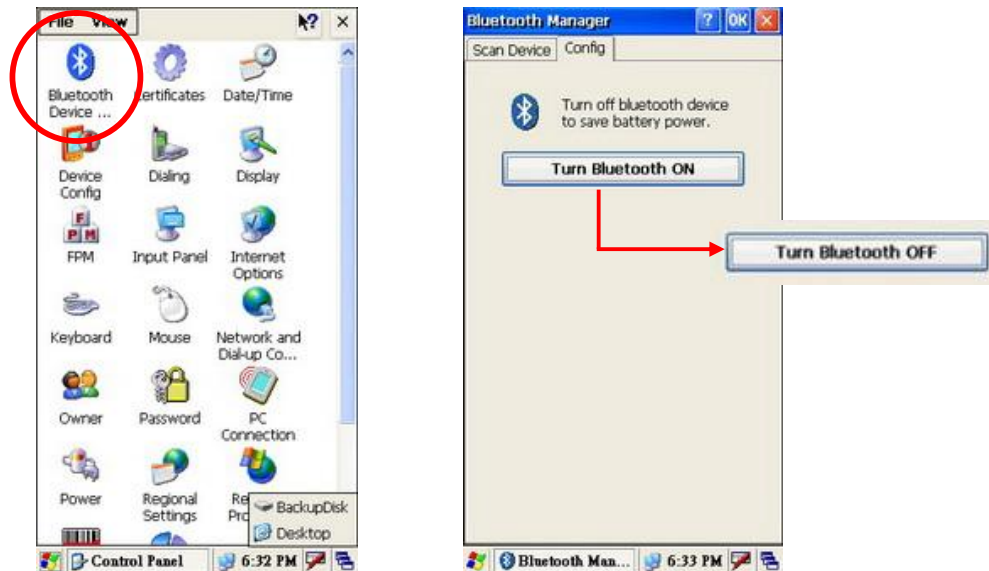 File View
?
×
Bluetooth
Device ...
Certificates
Date/Time
Device
Config
Dialing
Display
FPM
Input Panel
Internet
Options
Keyboard
Mouse
Network and
Dial-up Co...
Owner
Password
PC
Connection
Power
Regional
Settings
BackupDisk
Desktop
Control Panel
6:32 PM
Bluetooth Manager
? OK ×
Scan Device Config
Turn off bluetooth device
to save battery power.
Turn Bluetooth ON
Turn Bluetooth OFF
Bluetooth Man...
6:33 PM